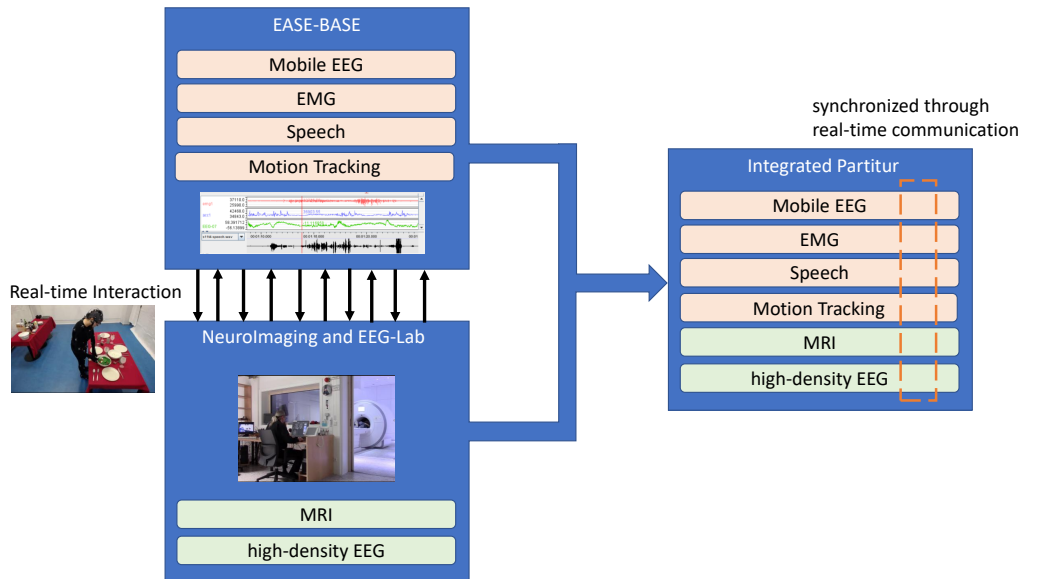 EASE-BASE
Mobile EEG
EMG
Speech
Motion Tracking
Real-time Interaction
NeuroImaging and EEG-Lab
MRI
high-density EEG
synchronized through
real-time communication
Integrated Partitur
Mobile EEG
EMG
Speech
Motion Tracking
MRI
high-density EEG